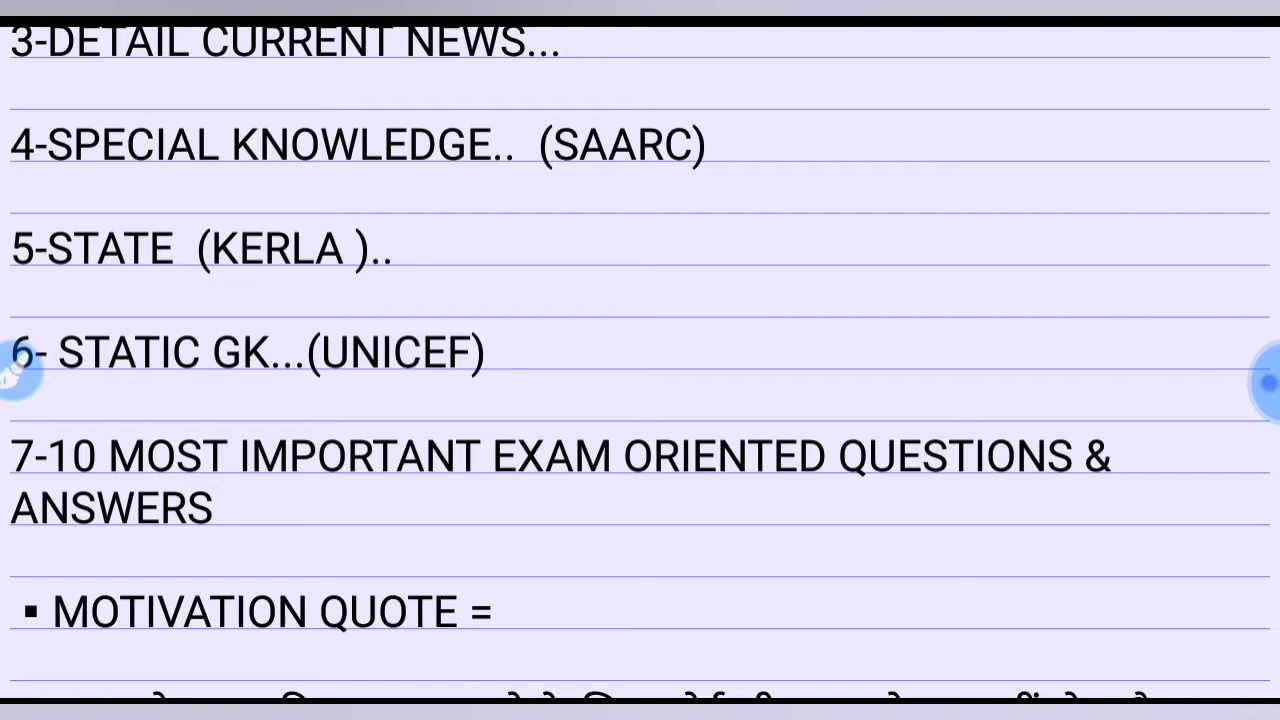 3-DETAIL CURRENT NEWS...
4-SPECIAL KNOWLEDGE.. (SAARC)
5-STATE (KERLA )..
6- STATIC GK...(UNICEF)
7-10 MOST IMPORTANT EXAM ORIENTED QUESTIONS &
ANSWERS
▪ MOTIVATION QUOTE =